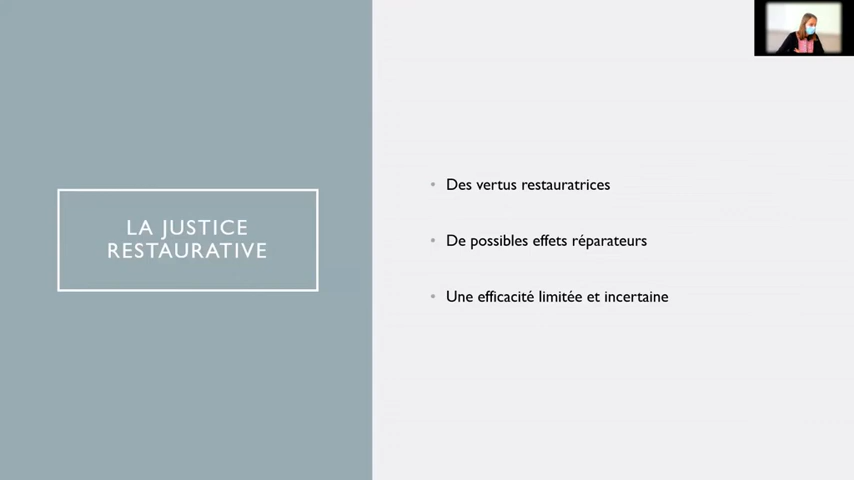 LA JUSTICE
RESTAURATIVE
• Des vertus restauratrices
• De possibles effets réparateurs
• Une efficacité limitée et incertaine